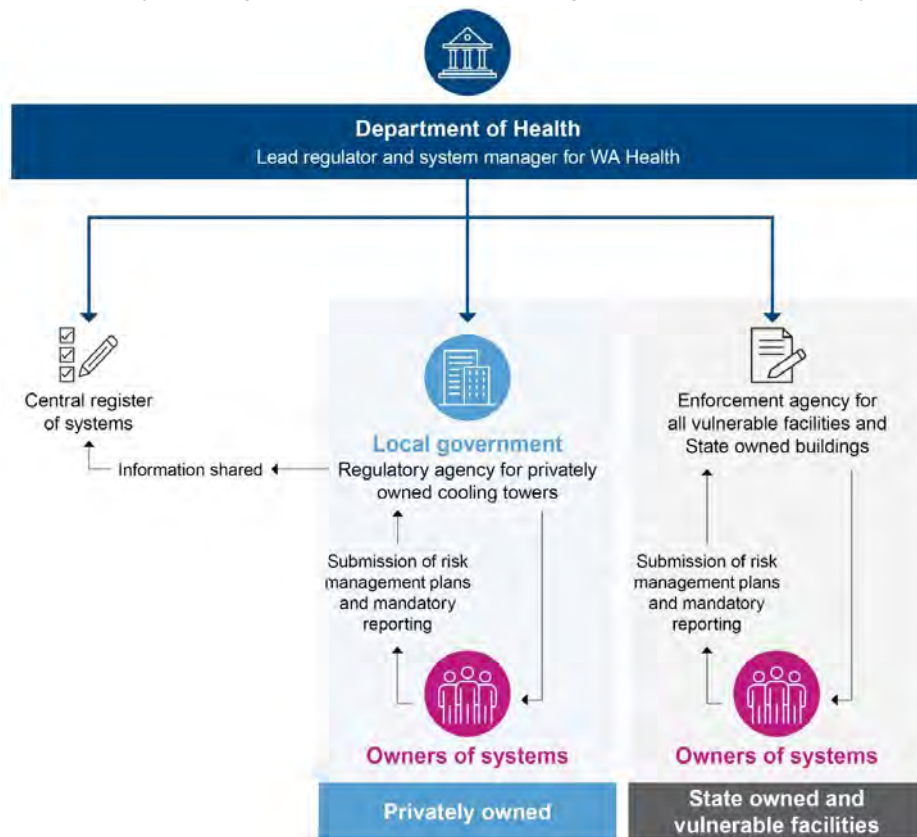 Department of Health
Lead regulator and system manager for WA Health
Central register
of systems
Information shared
Local government
Regulatory agency for privately
owned cooling towers
Submission of risk
management plans
and mandatory
reporting
Owners of systems
Privately owned
Enforcement agency for
all vulnerable facilities and
State owned buildings
Submission of risk
management plans
and mandatory
reporting
Owners of systems
State owned and
vulnerable facilities